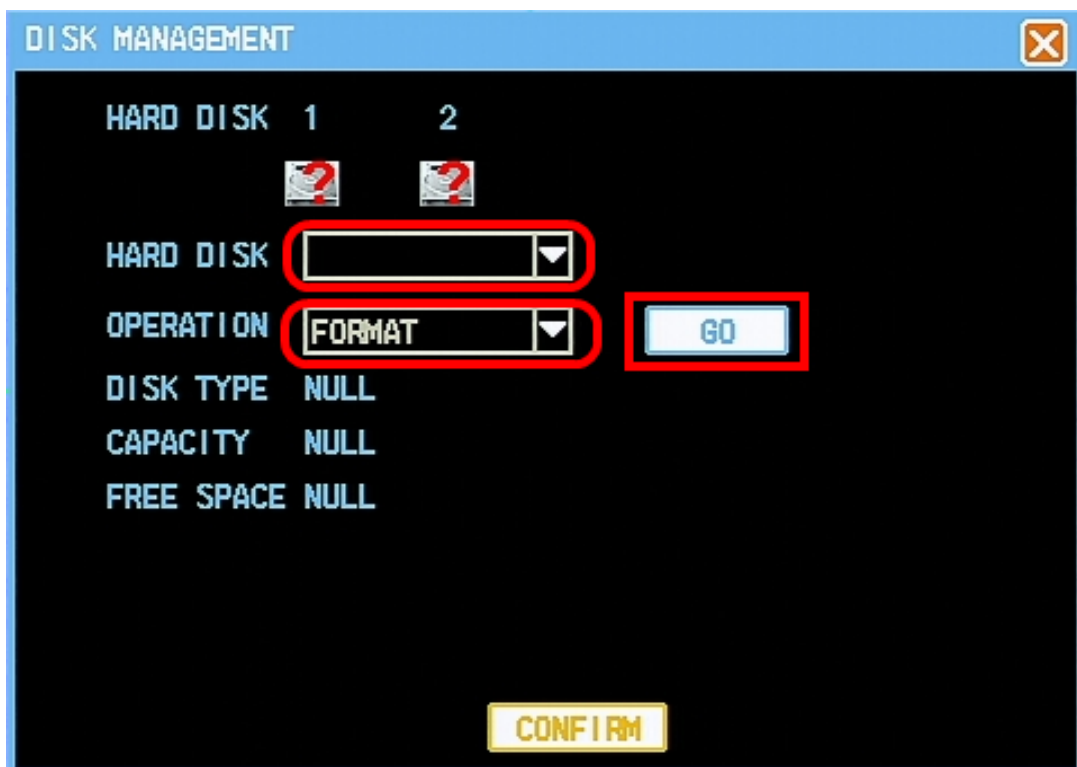 DISK MANAGEMENT
HARD DISK 1 2
? ?
HARD DISK
OPERATION FORMAT GO
DISK TYPE NULL
CAPACITY NULL
FREE SPACE NULL
CONFIRM